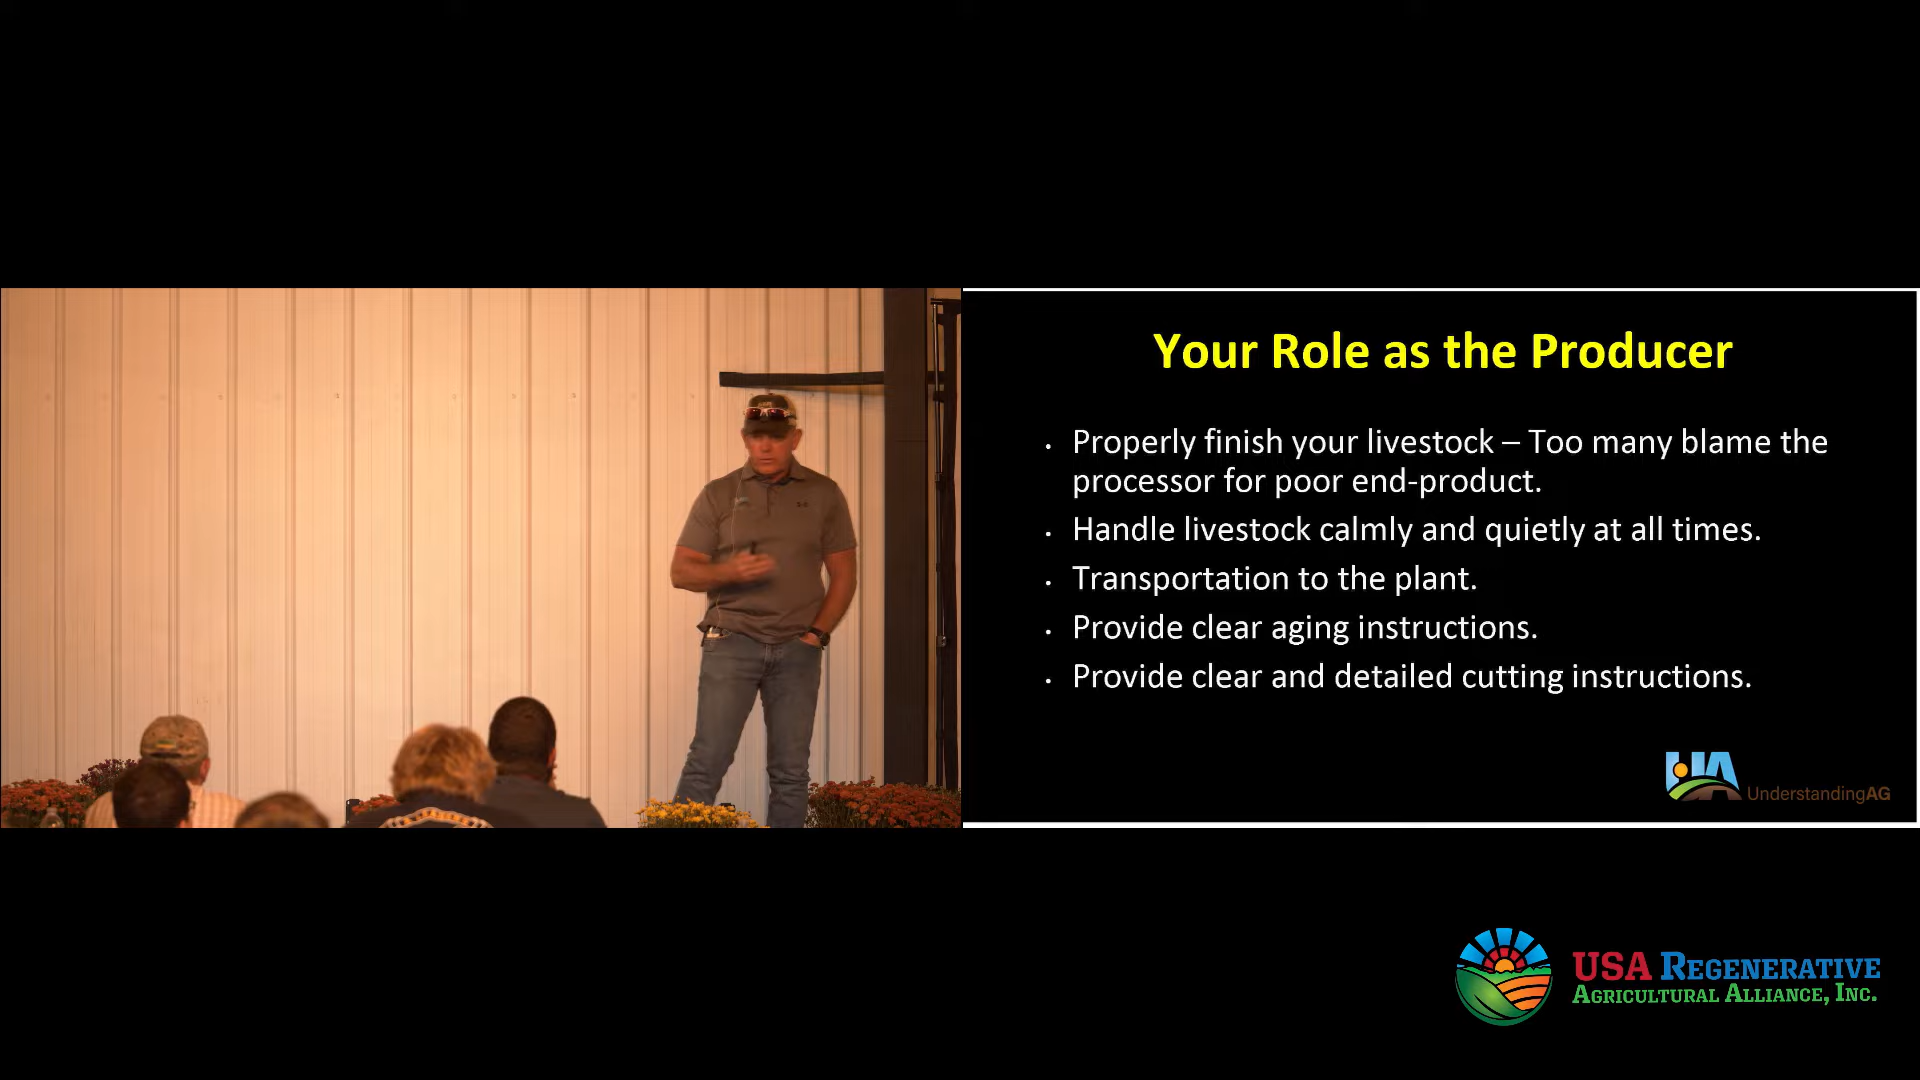 Your Role as the Producer
• Properly finish your livestock – Too many blame the
processor for poor end-product.
• Handle livestock calmly and quietly at all times.
• Transportation to the plant.
• Provide clear aging instructions.
• Provide clear and detailed cutting instructions.
UA UnderstandingAG
USA REGENERATIVE
AGRICULTURAL ALLIANCE, INC.